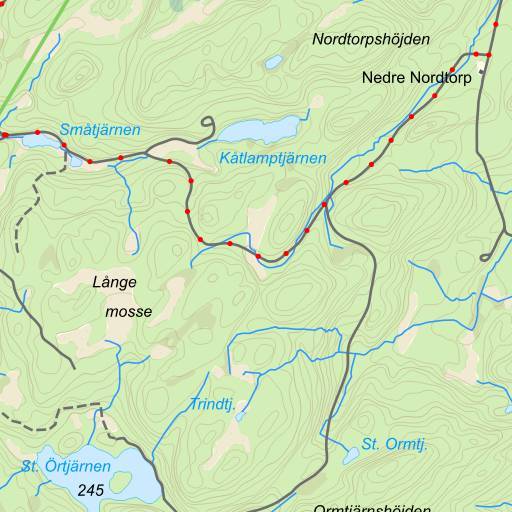 Nordtorpshöjden
Nedre Nordtorp
Småtjärnen
Kåtlamptjärnen
Långe
mosse
Trindtj.
St. Ormtj.
St. Örtjärnen
245
Ormtjärnshöjden